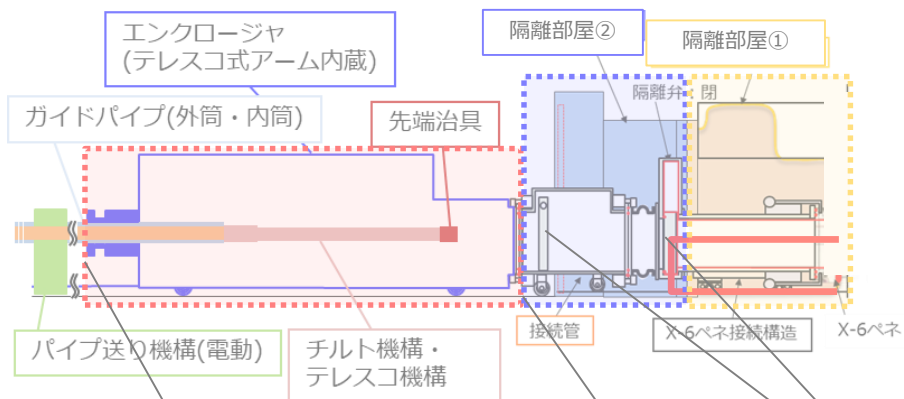 エンクロージャ
(テレスコ式アーム内蔵)
隔離部屋②
隔離部屋①
ガイドパイプ(外筒・内筒)
先端治具
隔離弁：閉
パイプ送り機構(電動)
チルト機構・
テレスコ機構
接続管
X-6ペネ接続構造
X-6ペネ